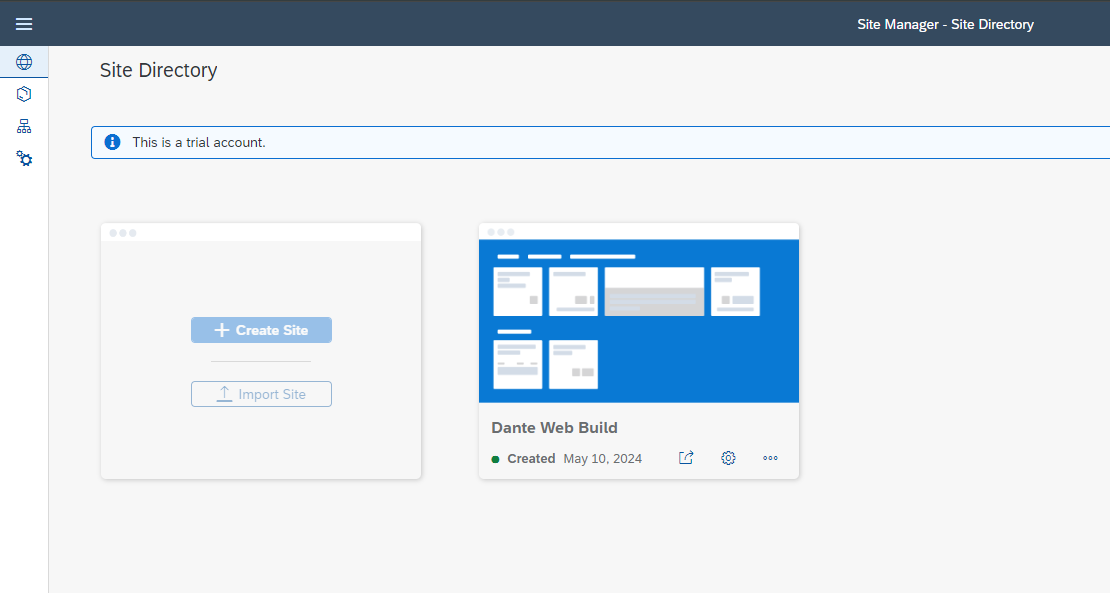 Site Manager - Site Directory
Site Directory
This is a trial account.
Create Site
Import Site
Dante Web Build
Created May 10, 2024